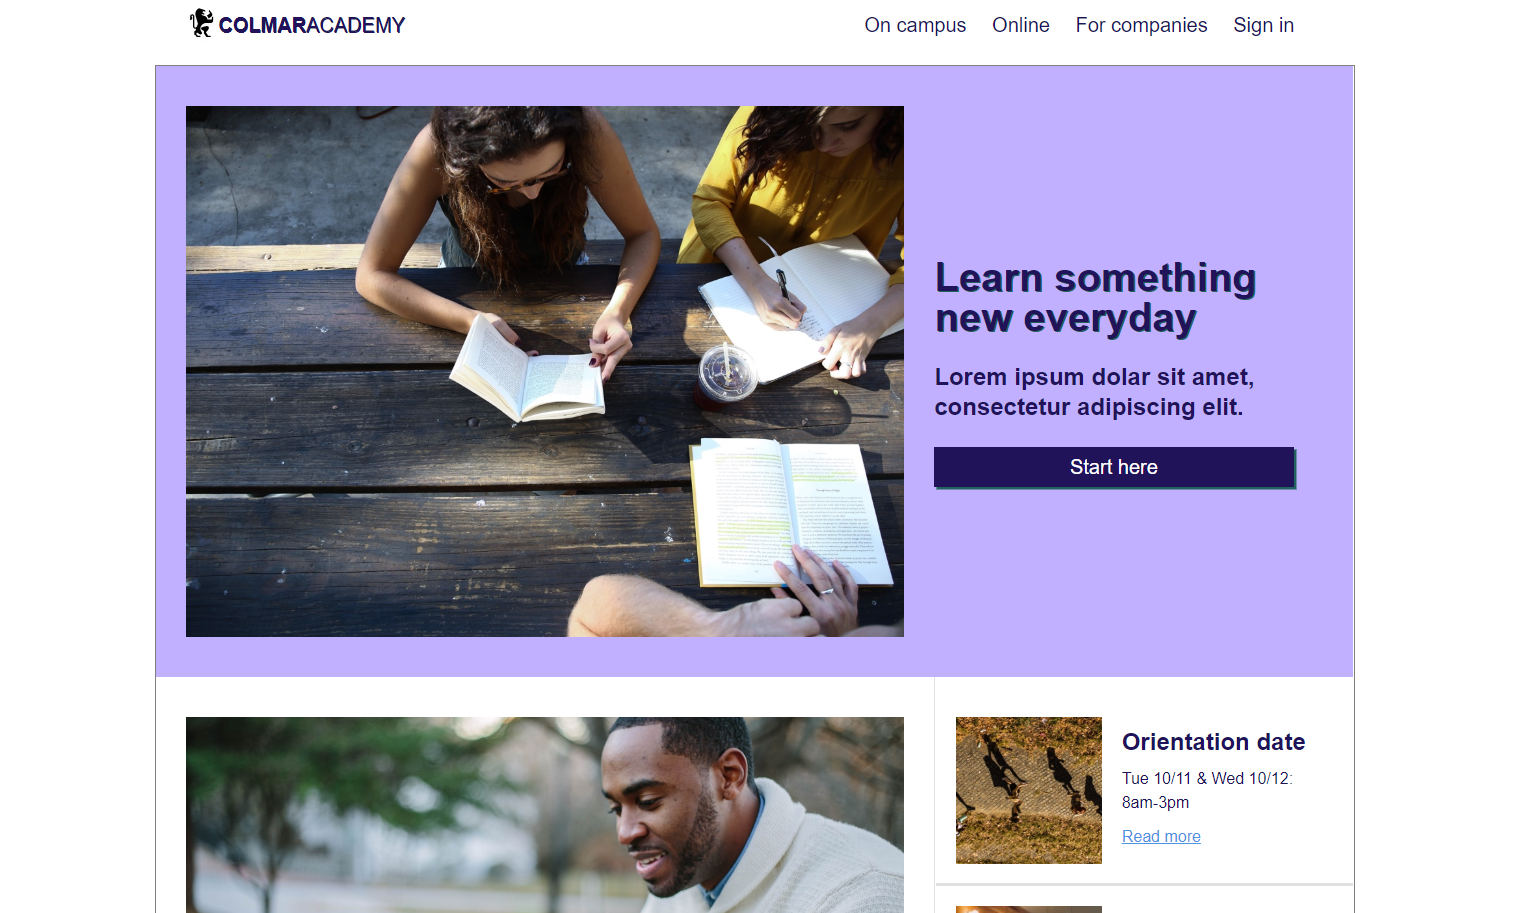 COLMARACADEMY
On campus Online For companies Sign in
Learn something
new everyday
Lorem ipsum dolar sit amet,
consectetur adipiscing elit.
Start here
Orientation date
Tue 10/11 & Wed 10/12:
8am-3pm
Read more